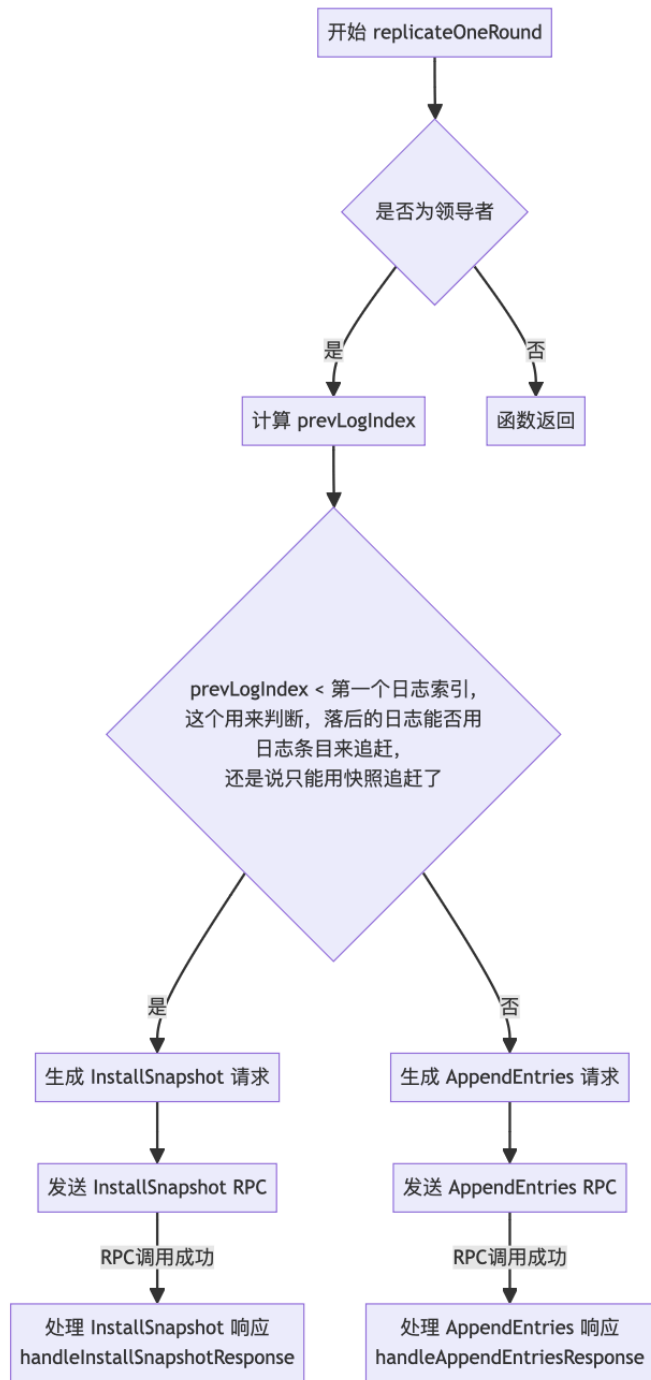 开始 replicateOneRound
是否为领导者
是
否
计算 prevLogIndex
函数返回
prevLogIndex < 第一个日志索引，
这个用来判断，落后的日志能否用
日志条目来追赶，
还是说只能用快照追赶了
是
否
生成 InstallSnapshot 请求
生成 AppendEntries 请求
发送 InstallSnapshot RPC
发送 AppendEntries RPC
RPC调用成功
RPC调用成功
处理 InstallSnapshot 响应
handleInstallSnapshotResponse
处理 AppendEntries 响应
handleAppendEntriesResponse